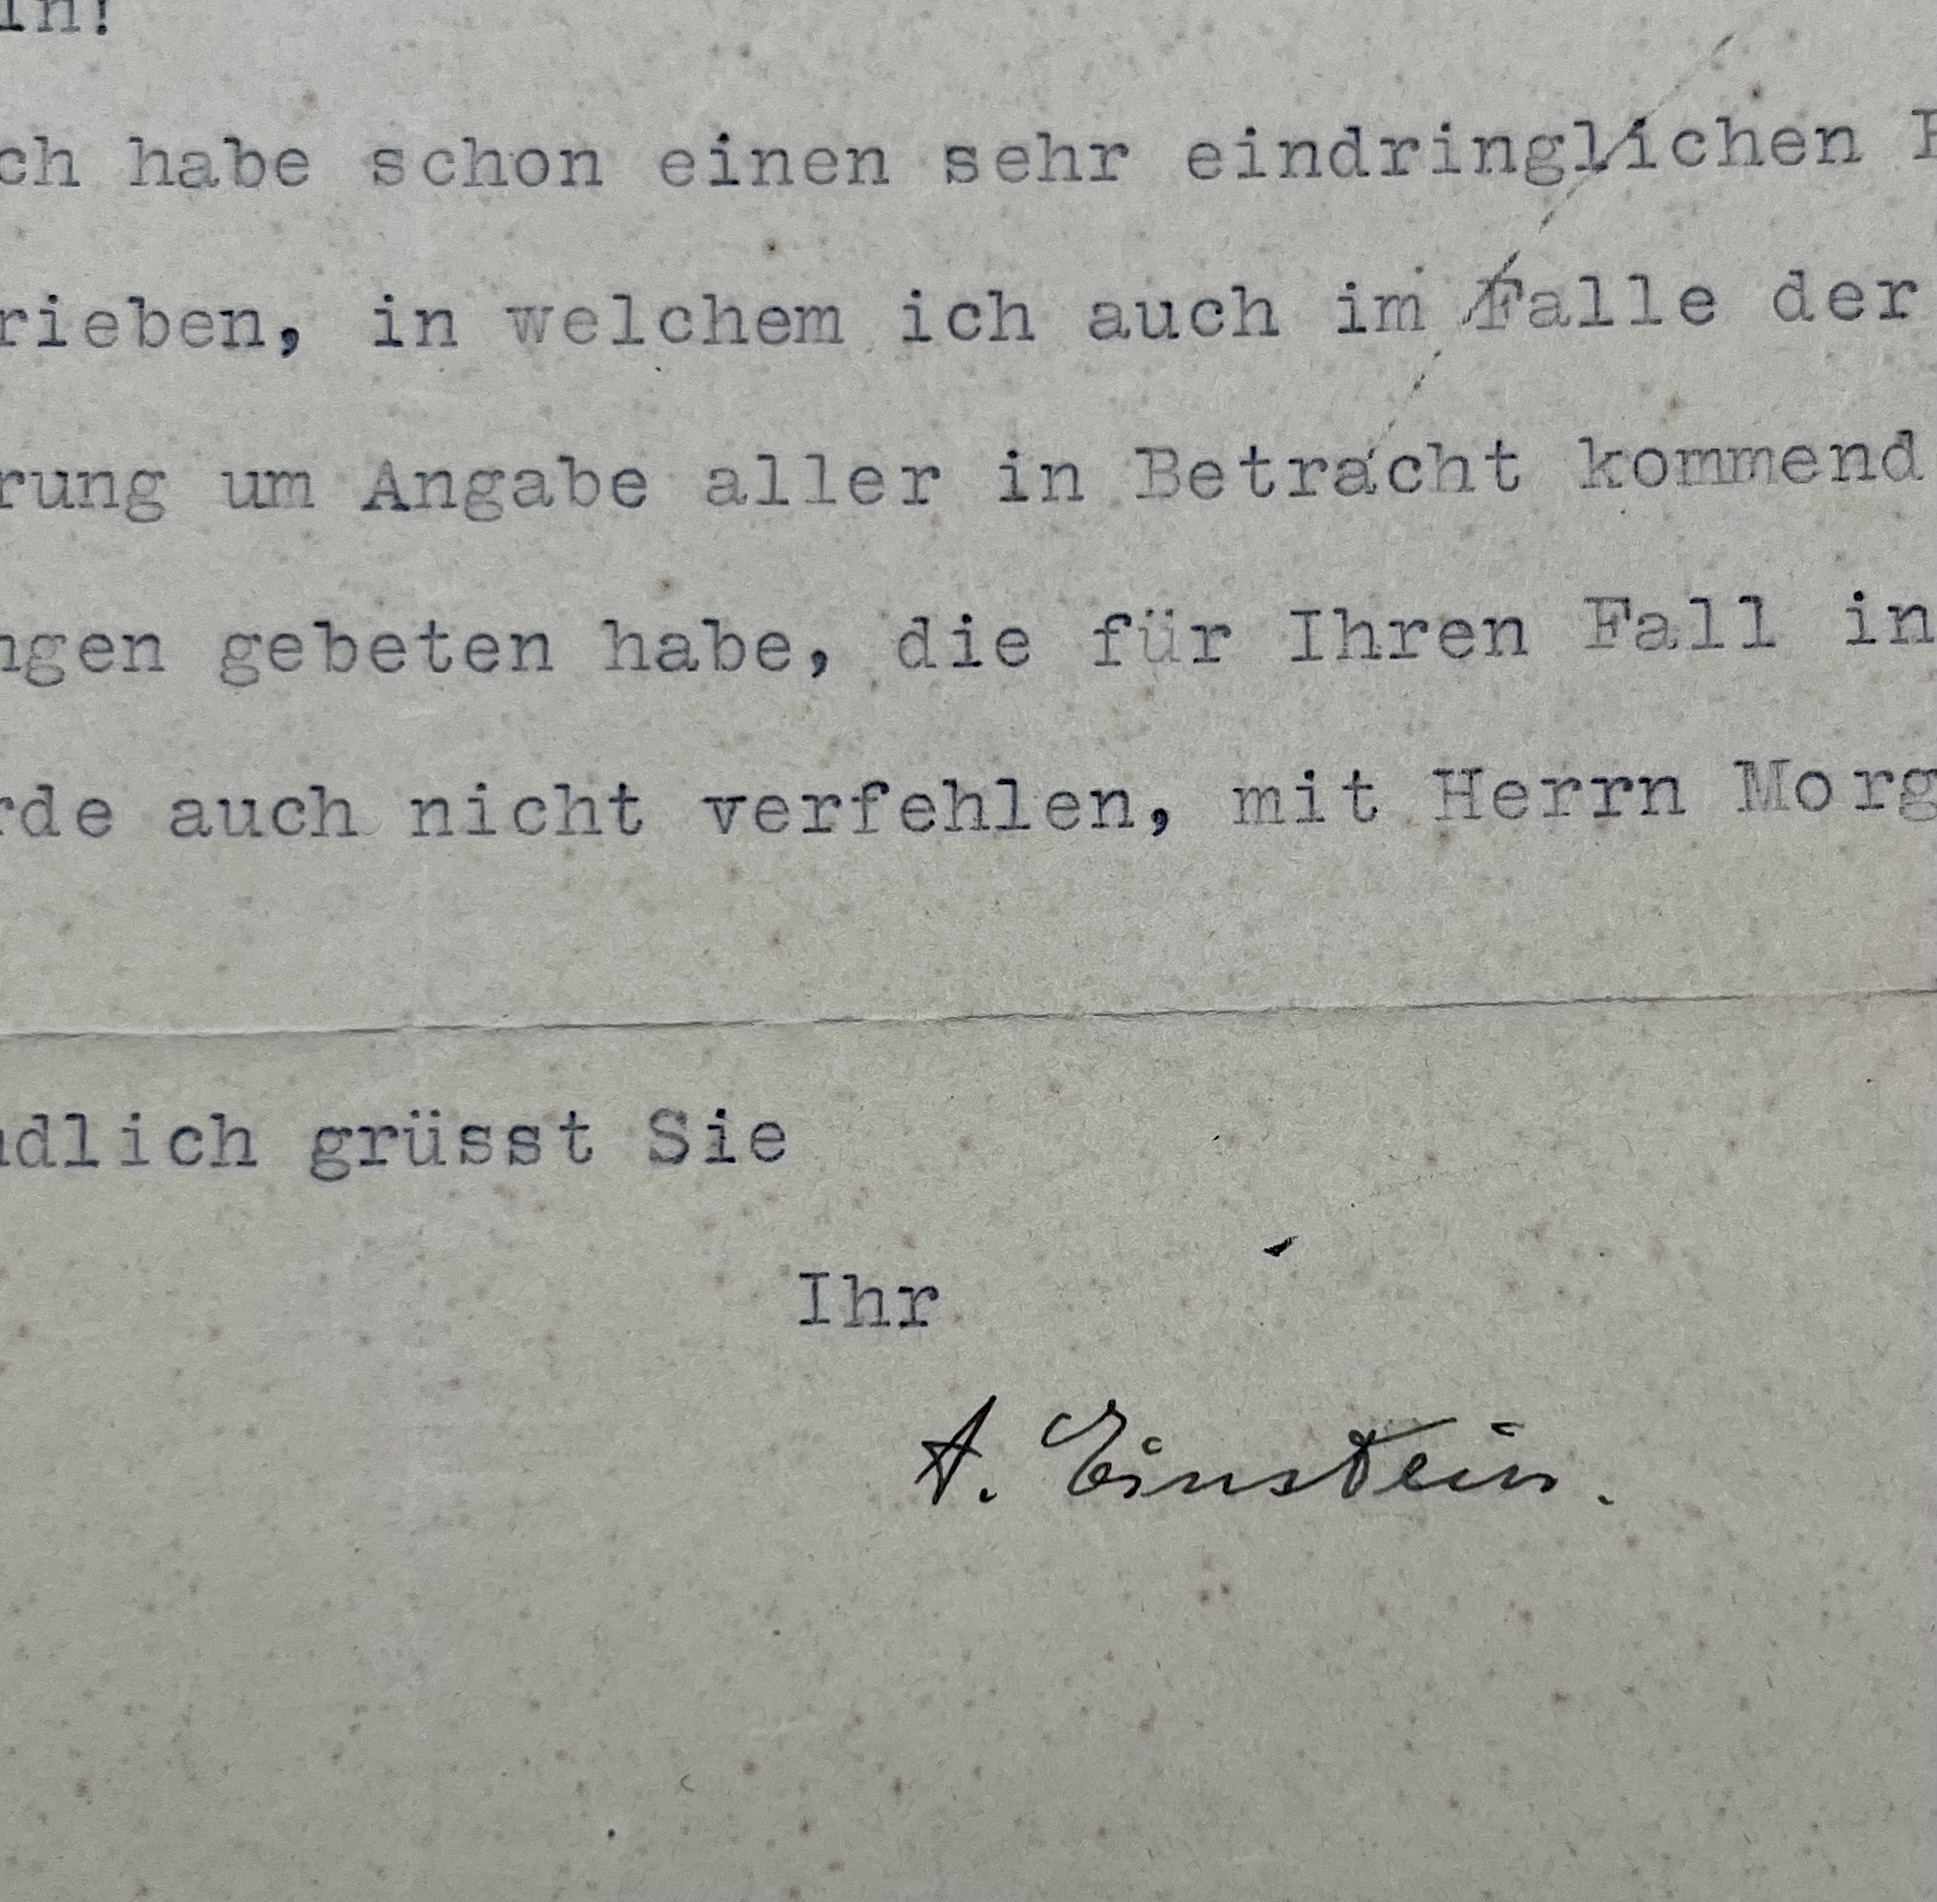 in!
ch habe schon einen sehr eindringlichen
rieben, in welchem ich auch im Falle der
rung um Angabe aller in Betracht kommend
ngen gebeten habe, die für Ihren Fall in
rde auch nicht verfehlen, mit Herrn Morg
dlich grüsst Sie
Ihr
A. Einstein.